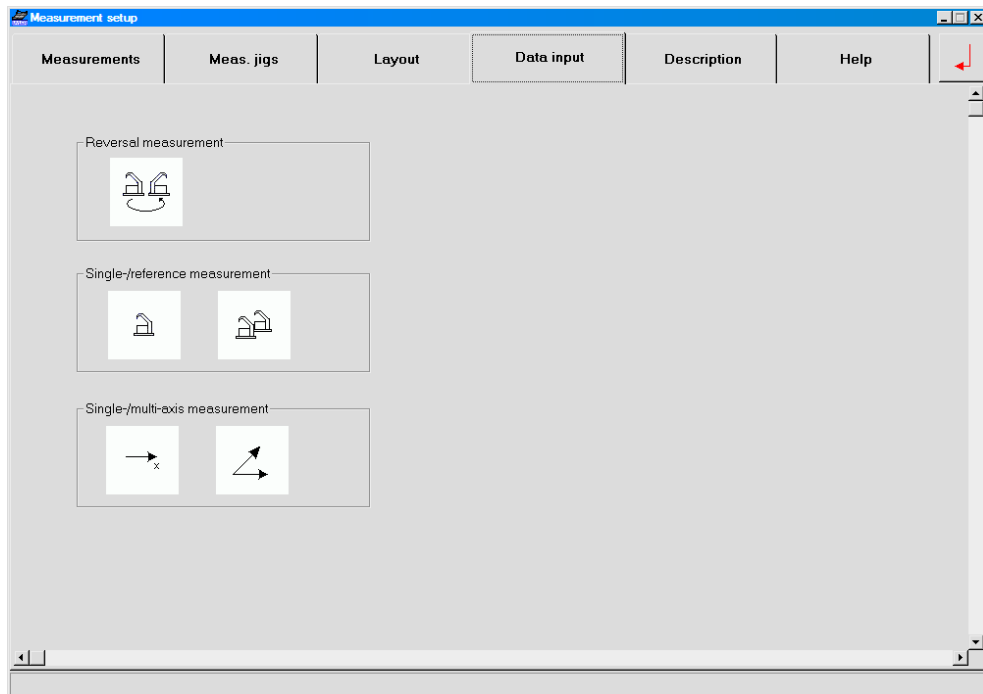 Measurement setup
Measurements
Meas. jigs
Layout
Data input
Description
Help
Reversal measurement
Single-/reference measurement
Single-/multi-axis measurement
x